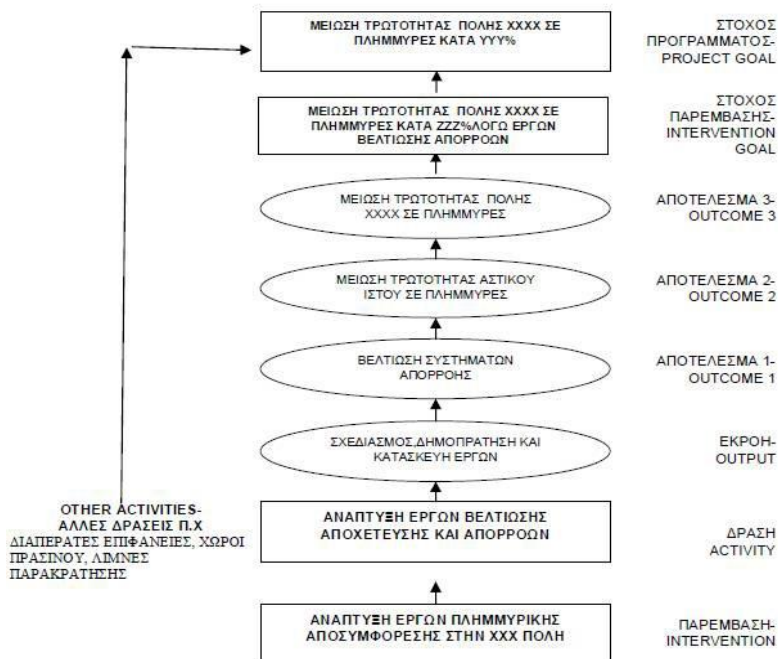 ΜΕΙΩΣΗ ΤΡΩΤΟΤΗΤΑΣ ΠΟΛΗΣ ΧΧΧΧ ΣΕ
ΠΛΗΜΜΥΡΕΣ ΚΑΤΑ ΥΥΥ%
ΣΤΟΧΟΣ
ΠΡΟΓΡΑΜΜΑΤΟΣ-
PROJECT GOAL
ΜΕΙΩΣΗ ΤΡΩΤΟΤΗΤΑΣ ΠΟΛΗΣ ΧΧΧΧ ΣΕ
ΠΛΗΜΜΥΡΕΣ ΚΑΤΑ ΖΖΖ%ΛΟΓΩ ΕΡΓΩΝ
ΒΕΛΤΙΩΣΗΣ ΑΠΟΡΡΟΩΝ
ΣΤΟΧΟΣ
ΠΑΡΕΜΒΑΣΗΣ-
INTERVENTION
GOAL
ΜΕΙΩΣΗ ΤΡΩΤΟΤΗΤΑΣ ΠΟΛΗΣ
ΧΧΧΧ ΣΕ ΠΛΗΜΜΥΡΕΣ
ΑΠΟΤΕΛΕΣΜΑ 3-
OUTCOME 3
ΜΕΙΩΣΗ ΤΡΩΤΟΤΗΤΑΣ ΑΣΤΙΚΟΥ
ΙΣΤΟΥ ΣΕ ΠΛΗΜΜΥΡΕΣ
ΑΠΟΤΕΛΕΣΜΑ 2-
OUTCOME 2
ΒΕΛΤΙΩΣΗ ΣΥΣΤΗΜΑΤΩΝ
ΑΠΟΡΡΟΗΣ
ΑΠΟΤΕΛΕΣΜΑ 1-
OUTCOME 1
ΣΧΕΔΙΑΣΜΟΣ,ΔΗΜΟΠΡΑΤΗΣΗ ΚΑΙ
ΚΑΤΑΣΚΕΥΗ ΕΡΓΩΝ
ΕΚΡΟΗ-
OUTPUT
OTHER ACTIVITIES-
ΑΛΛΕΣ ΔΡΑΣΕΙΣ Π.Χ
ΔΙΑΠΕΡΑΤΕΣ ΕΠΙΦΑΝΕΙΕΣ, ΧΩΡΟΙ
ΠΡΑΣΙΝΟΥ, ΛΙΜΝΕΣ
ΠΑΡΑΚΡΑΤΗΣΗΣ
ΑΝΑΠΤΥΞΗ ΕΡΓΩΝ ΒΕΛΤΙΩΣΗΣ
ΑΠΟΧΕΤΕΥΣΗΣ ΚΑΙ ΑΠΟΡΡΟΩΝ
ΔΡΑΣΗ
ACTIVITY
ΑΝΑΠΤΥΞΗ ΕΡΓΩΝ ΠΛΗΜΜΥΡΙΚΗΣ
ΑΠΟΣΥΜΦΟΡΕΣΗΣ ΣΤΗΝ ΧΧΧ ΠΟΛΗ
ΠΑΡΕΜΒΑΣΗ-
INTERVENTION